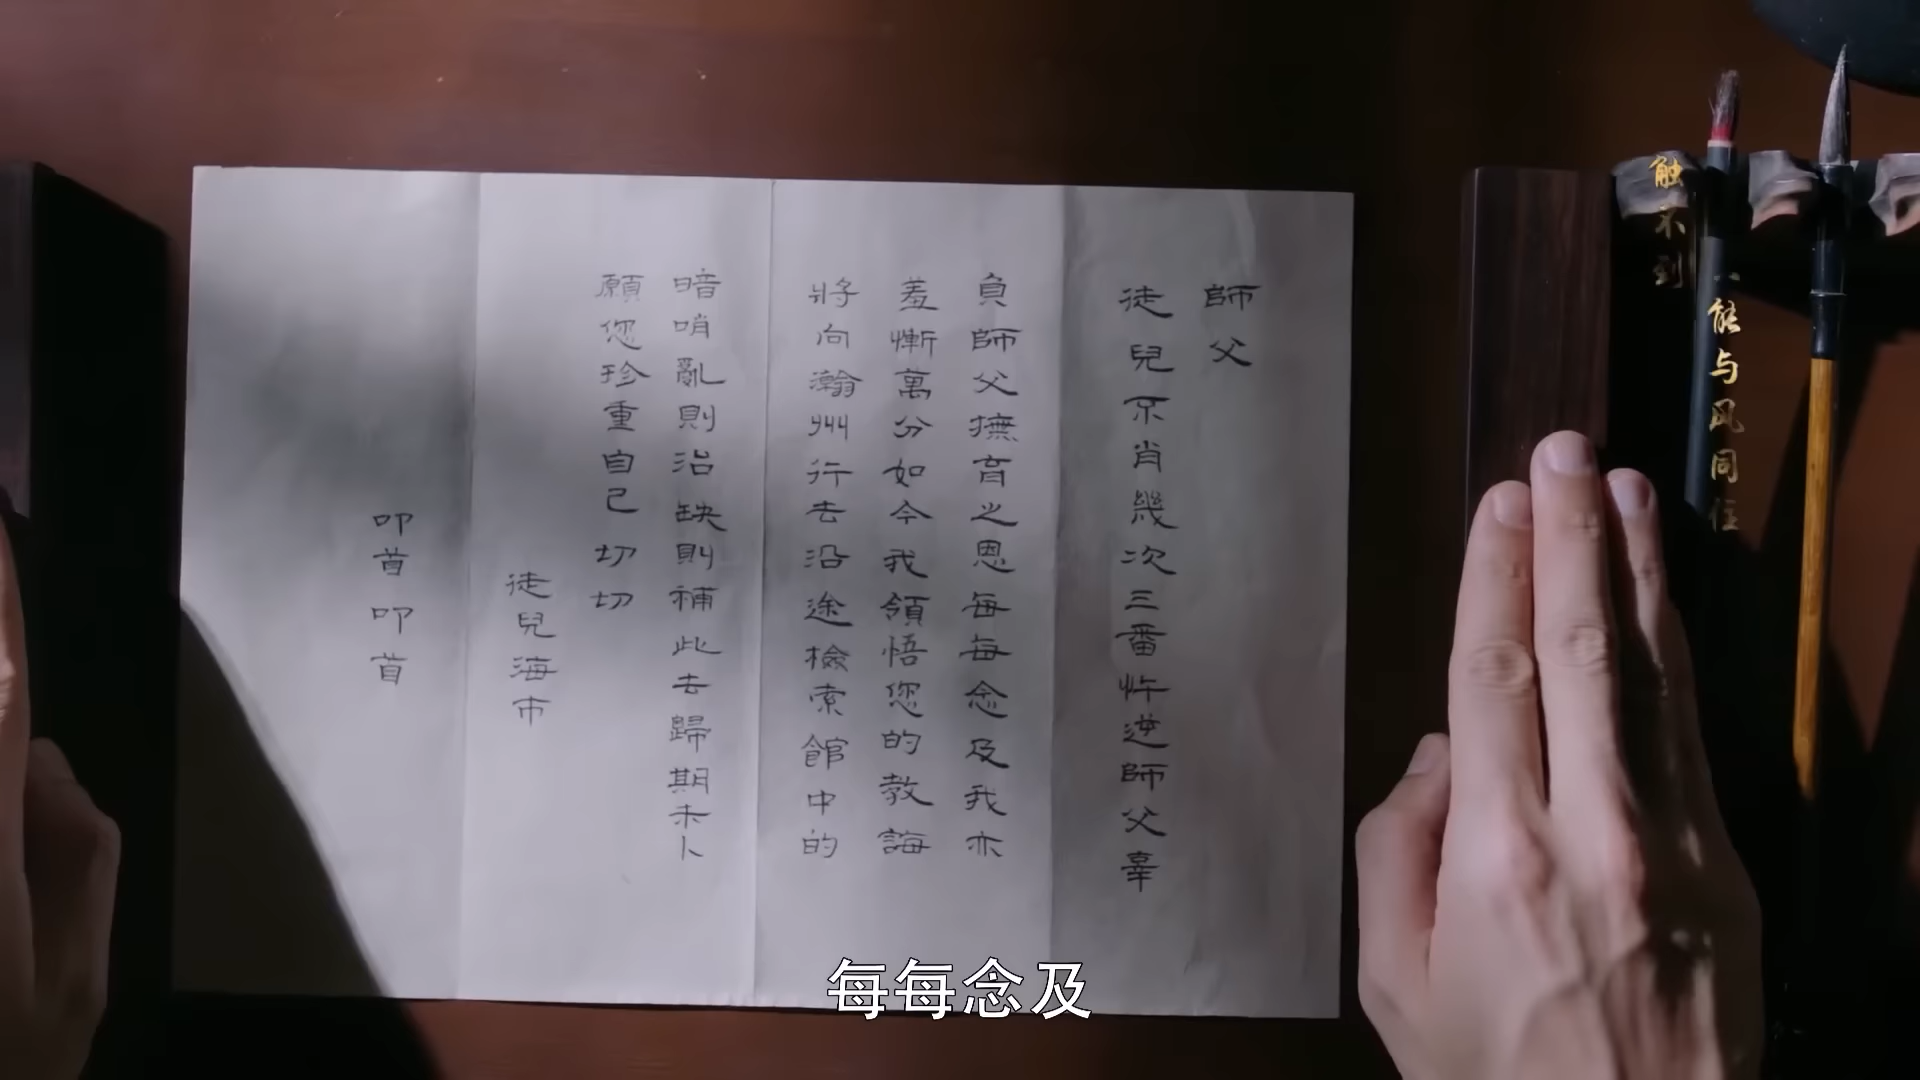 師父
徒兒不肖幾次三番忤逆師父辜
負師父撫育之恩每每念及我亦
羞慚萬分如今我領悟您的教誨
將向瀚州行去沿途檢索館中的
暗哨亂則治缺則補此去歸期未卜
願您珍重自己切切
徒兒海市
叩首叩首
触不到
能与风同住
每每念及